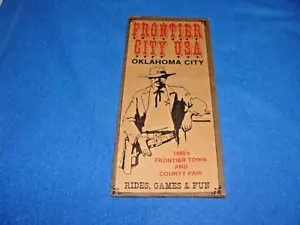 FRONTIER
CITY USA
OKLAHOMA CITY
1880's
FRONTIER TOWN
AND
COUNTY FAIR
RIDES, GAMES & FUN